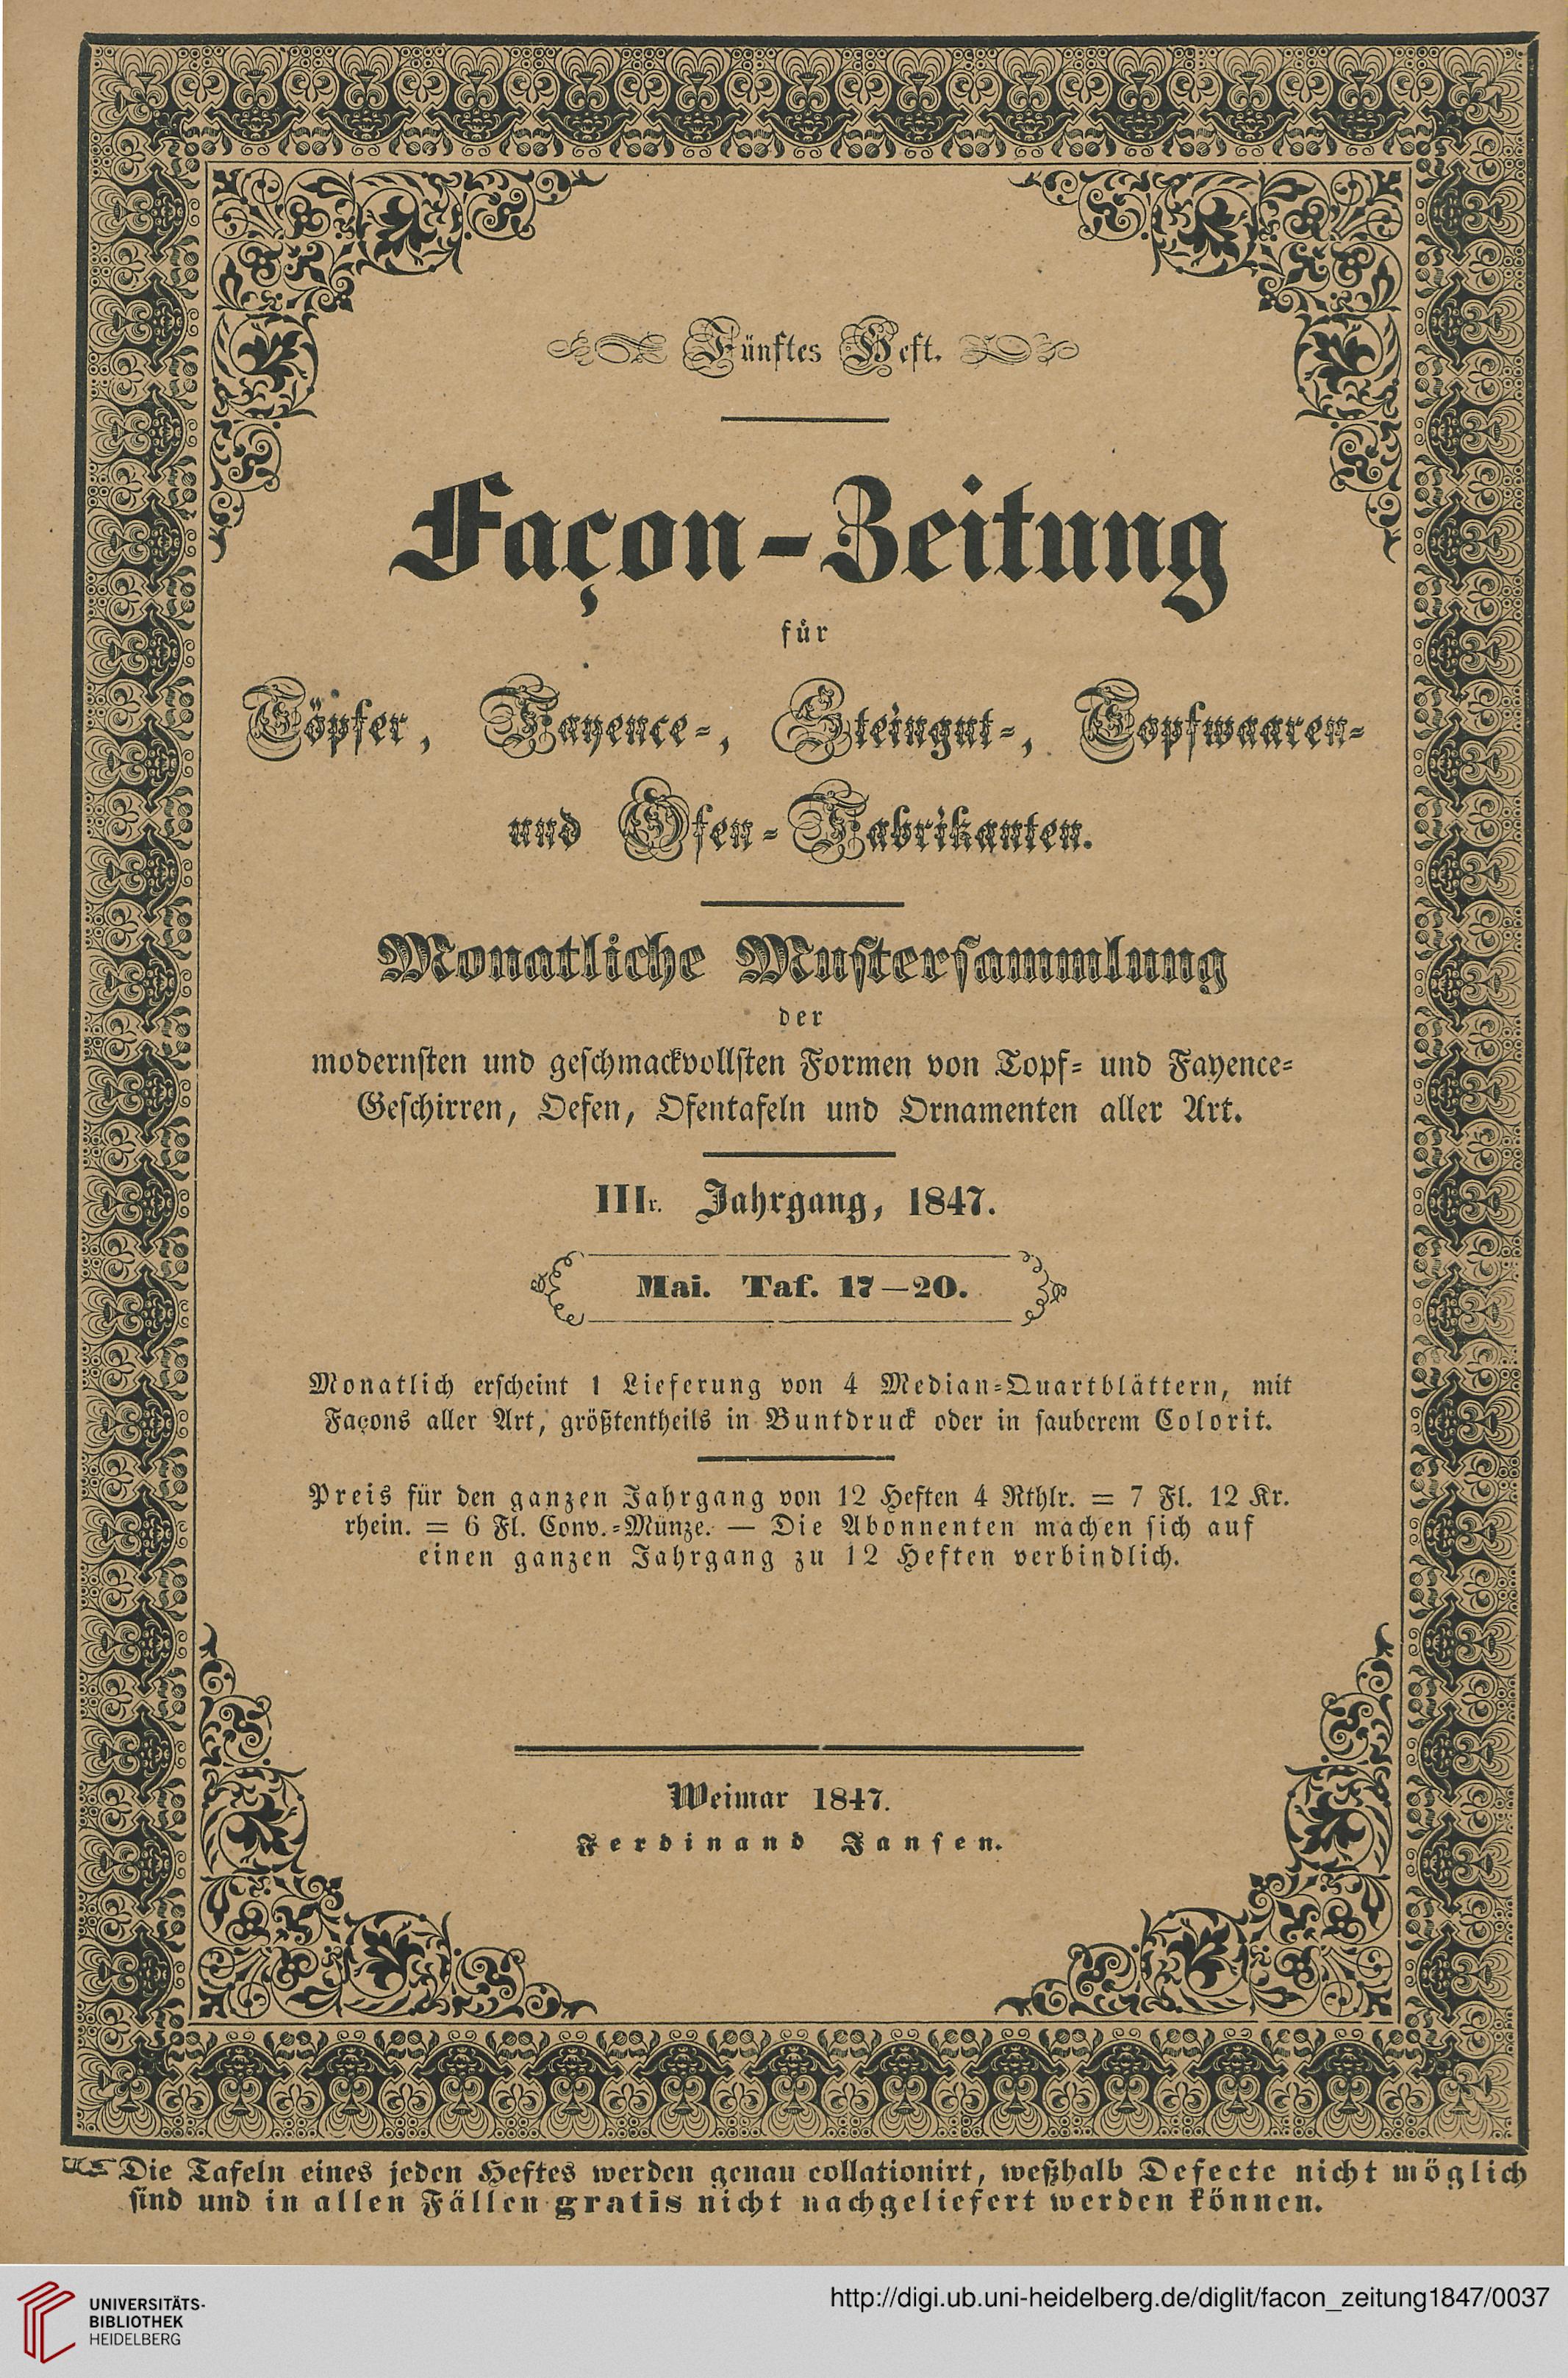 Fünftes Heft.
Façon-Zeitung
für
Töpfer, Fayence-, Steingut-, Topfwaaren-
und Ofen-Fabrikanten.
Monatliche Mustersammlung
der
modernsten und geschmackvollsten Formen von Topf- und Fayence-
Geschirren, Oefen, Ofentafeln und Ornamenten aller Art.
IIIr. Jahrgang, 1847.
Mai. Taf. 17—20.
Monatlich erscheint 1 Lieferung von 4 Median-Quartblättern, mit
Façons aller Art, größtentheils in Buntdruck oder in sauberem Colorit.
Preis für den ganzen Jahrgang von 12 Heften 4 Rthlr. = 7 Fl. 12 Kr.
rhein. = 6 Fl. Conv.-Münze. — Die Abonnenten machen sich auf
einen ganzen Jahrgang zu 12 Heften verbindlich.
Weimar 1847.
Ferdinand Jansen.
☞ Die Tafeln eines jeden Heftes werden genau collationirt, weßhalb Defecte nicht möglich
sind und in allen Fällen gratis nicht nachgeliefert werden können.
UNIVERSITÄTS-
BIBLIOTHEK
HEIDELBERG
http://digi.ub.uni-heidelberg.de/diglit/facon_zeitung1847/0037